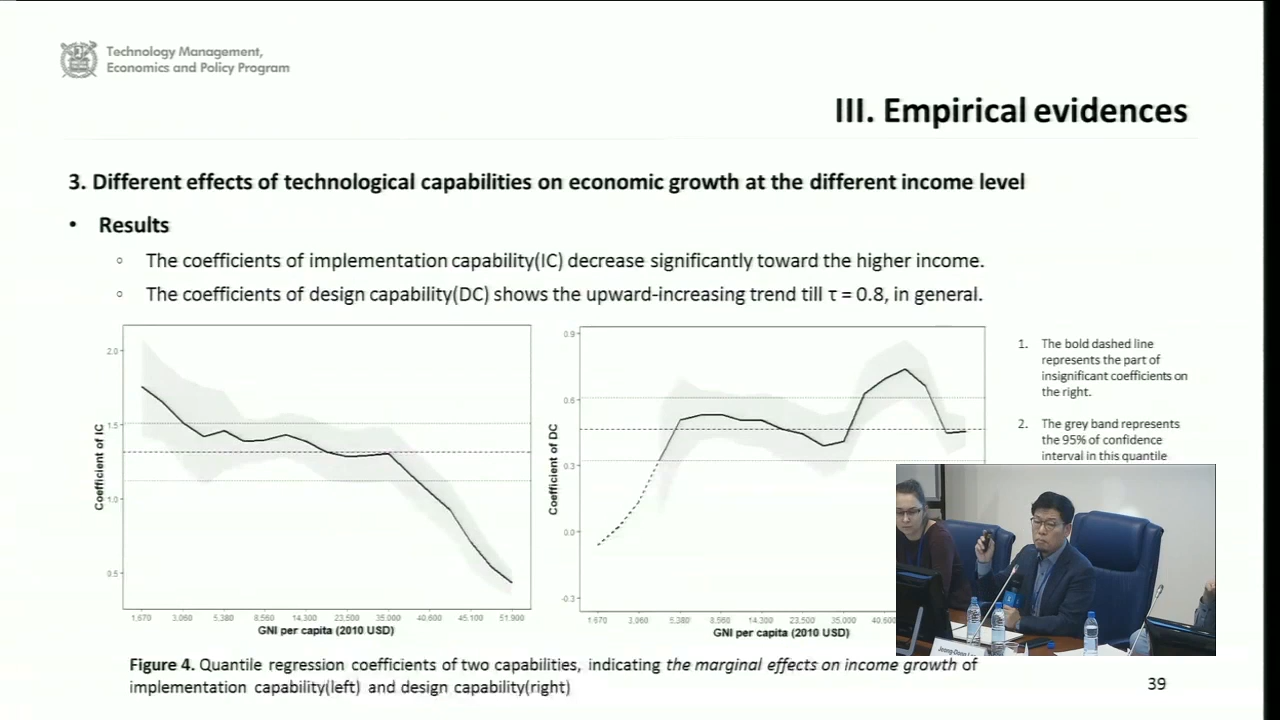 Technology Management,
Economics and Policy Program
III. Empirical evidences
3. Different effects of technological capabilities on economic growth at the different income level
• Results
◦ The coefficients of implementation capability(IC) decrease significantly toward the higher income.
◦ The coefficients of design capability(DC) shows the upward-increasing trend till τ = 0.8, in general.
2.0
1.5
1.0
0.5
Coefficient of IC
1,670 3,060 5,380 8,560 14,300 23,500 35,000 40,600 45,100 51,900
GNI per capita (2010 USD)
0.9
0.6
0.3
0.0
-0.3
Coefficient of DC
1,670 3,060 5,380 8,560 14,300 23,500 35,000
GNI per capita (2010 USD)
1. The bold dashed line
represents the part of
insignificant coefficients on
the right.
2. The grey band represents
the 95% of confidence
interval in this quantile
Figure 4. Quantile regression coefficients of two capabilities, indicating the marginal effects on income growth of
implementation capability(left) and design capability(right)
39